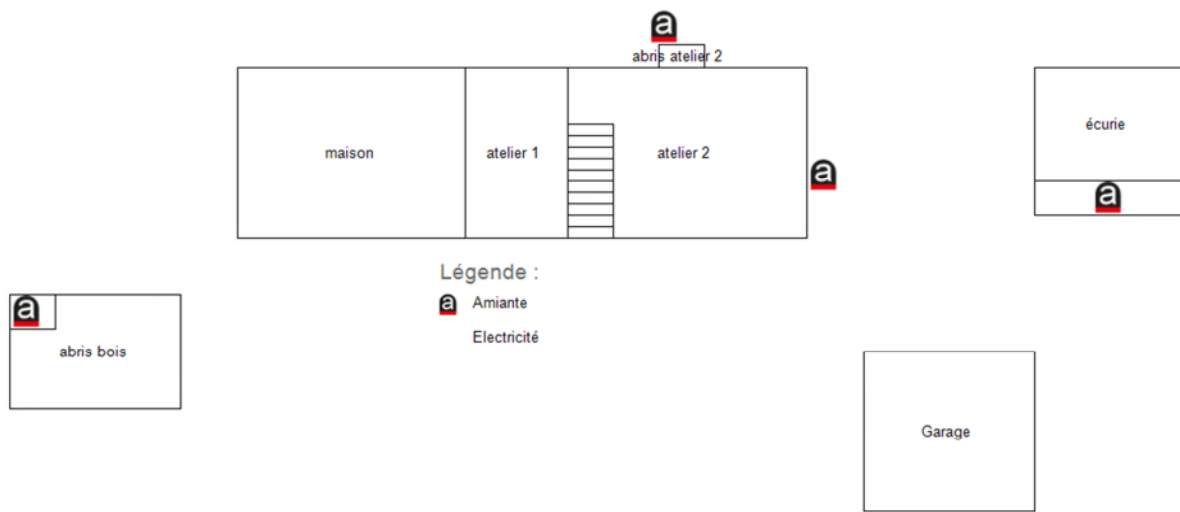 a
abris atelier 2
écurie
maison
atelier 1
atelier 2
a
a
Légende :
a Amiante
Electricité
a
abris bois
Garage